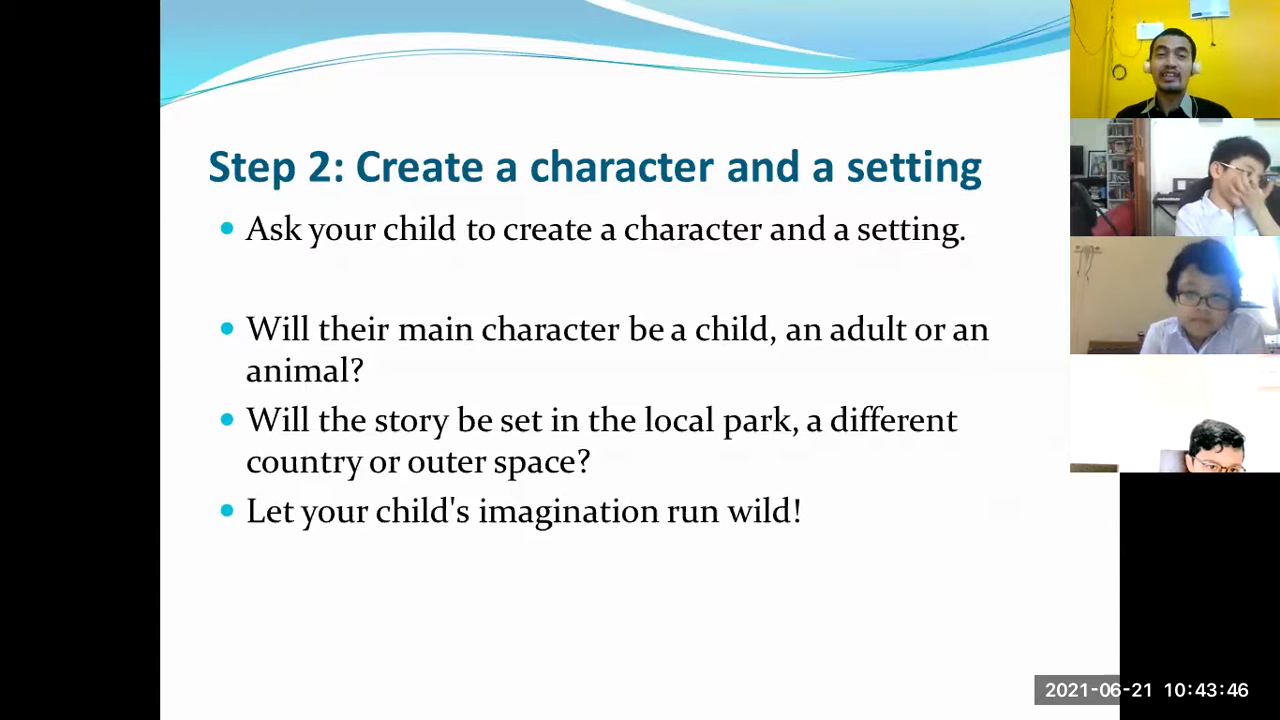 Step 2: Create a character and a setting
Ask your child to create a character and a setting.
Will their main character be a child, an adult or an
animal?
Will the story be set in the local park, a different
country or outer space?
Let your child's imagination run wild!
2021-06-21 10:43:46